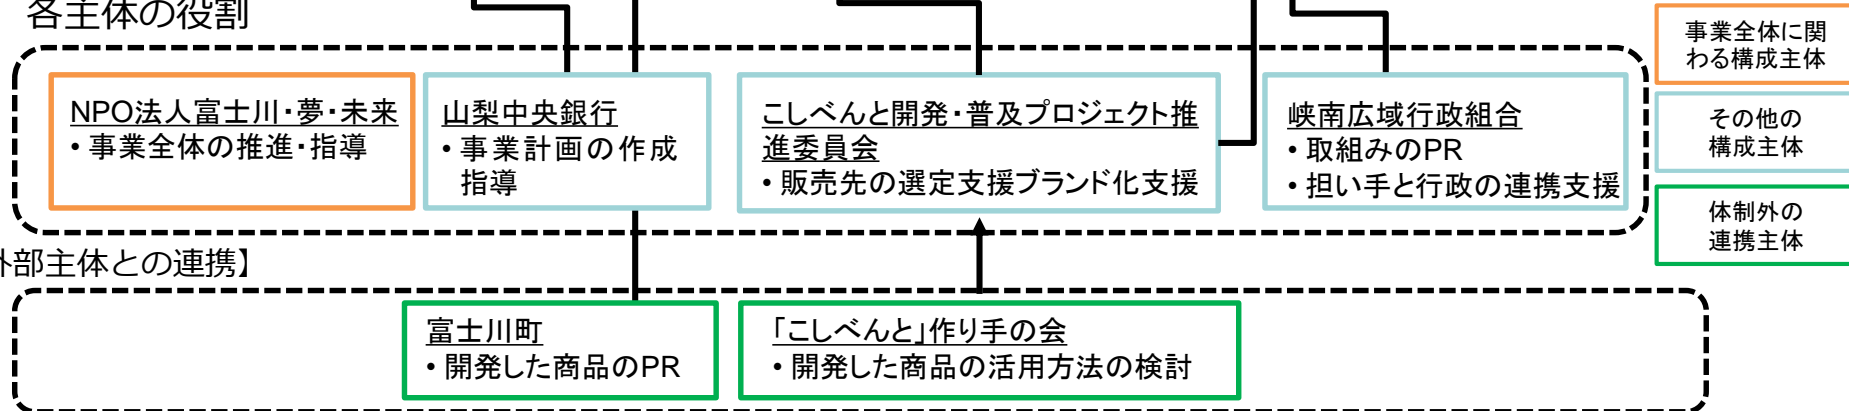 各主体の役割
NPO法人富士川・夢・未来
・事業全体の推進・指導
山梨中央銀行
・事業計画の作成
指導
こしべんと開発・普及プロジェクト推
進委員会
・販売先の選定支援ブランド化支援
峡南広域行政組合
・取組みのPR
・担い手と行政の連携支援
事業全体に関
わる構成主体
その他の
構成主体
体制外の
連携主体
部主体との連携】
富士川町
・開発した商品のPR
「こしべんと」作り手の会
・開発した商品の活用方法の検討